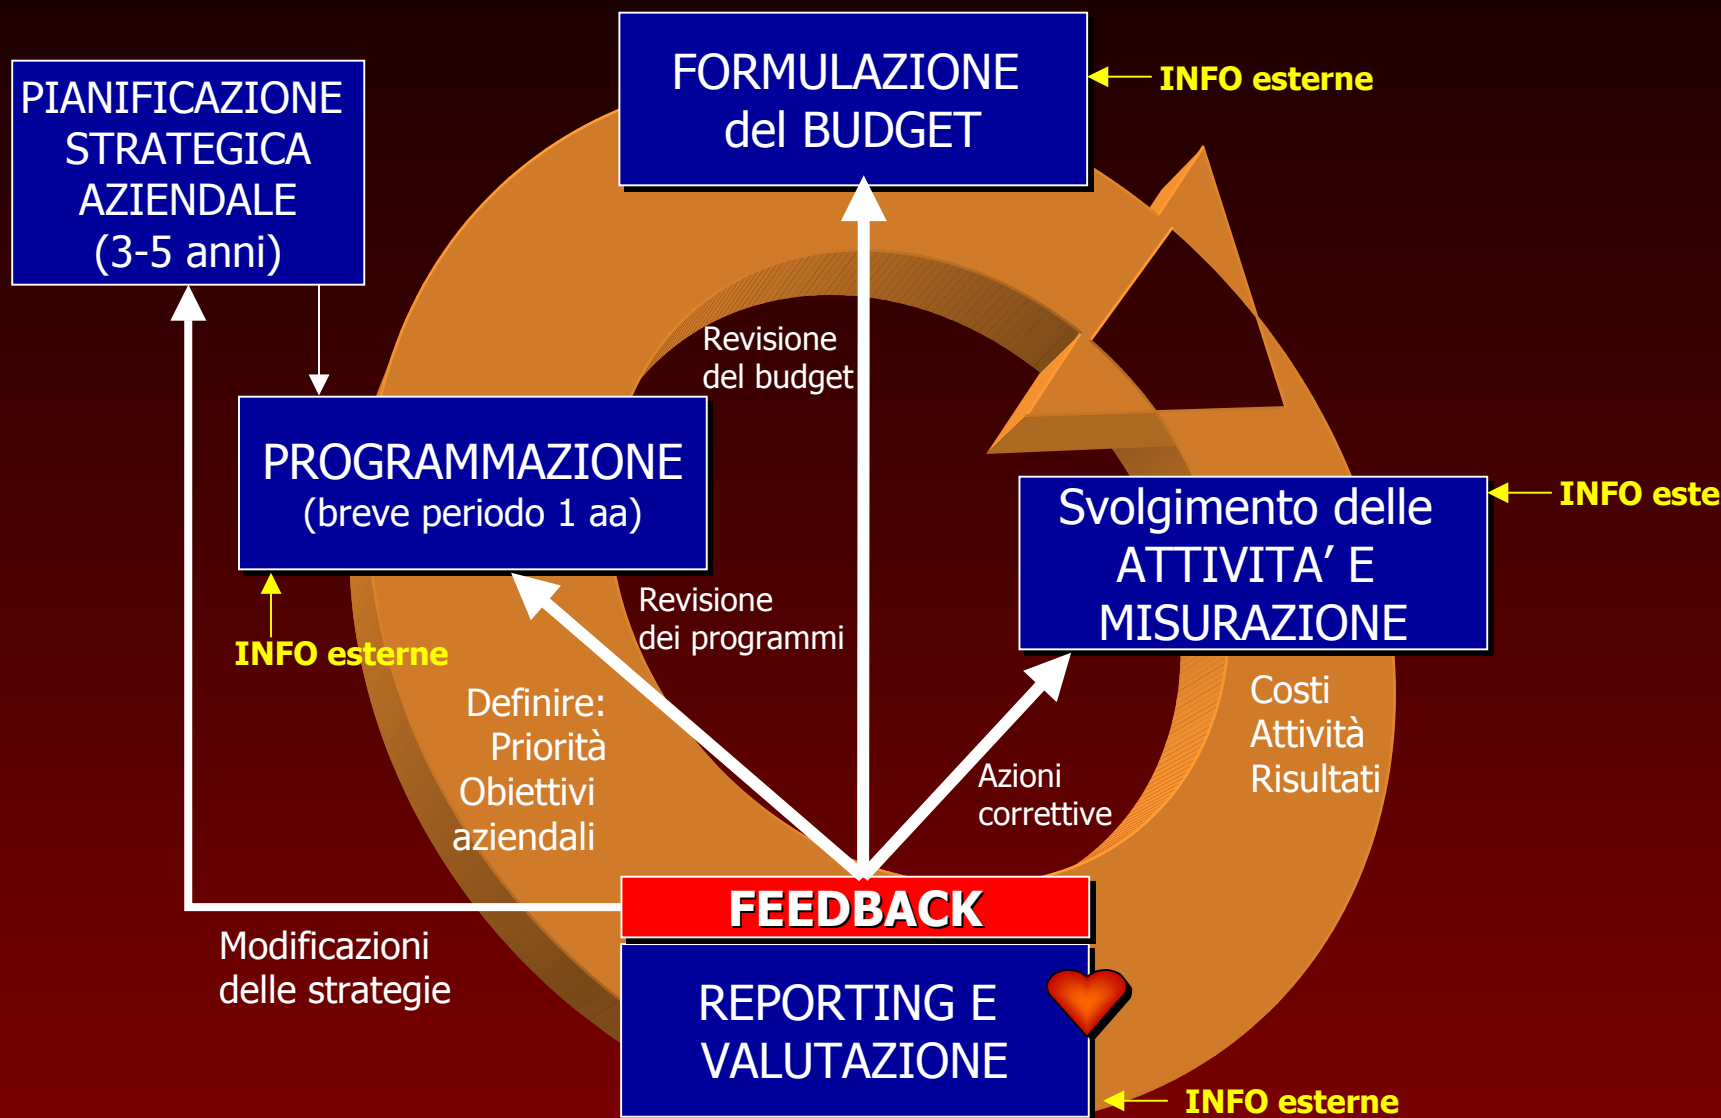 FORMULAZIONE
del BUDGET
INFO esterne
PIANIFICAZIONE
STRATEGICA
AZIENDALE
(3-5 anni)
Revisione
del budget
PROGRAMMAZIONE
(breve periodo 1 aa)
INFO esterne
Svolgimento delle
ATTIVITA’ E
MISURAZIONE
INFO este
Revisione
dei programmi
Definire:
Priorità
Obiettivi
aziendali
Costi
Attività
Risultati
Azioni
correttive
FEEDBACK
Modificazioni
delle strategie
REPORTING E
VALUTAZIONE
INFO esterne